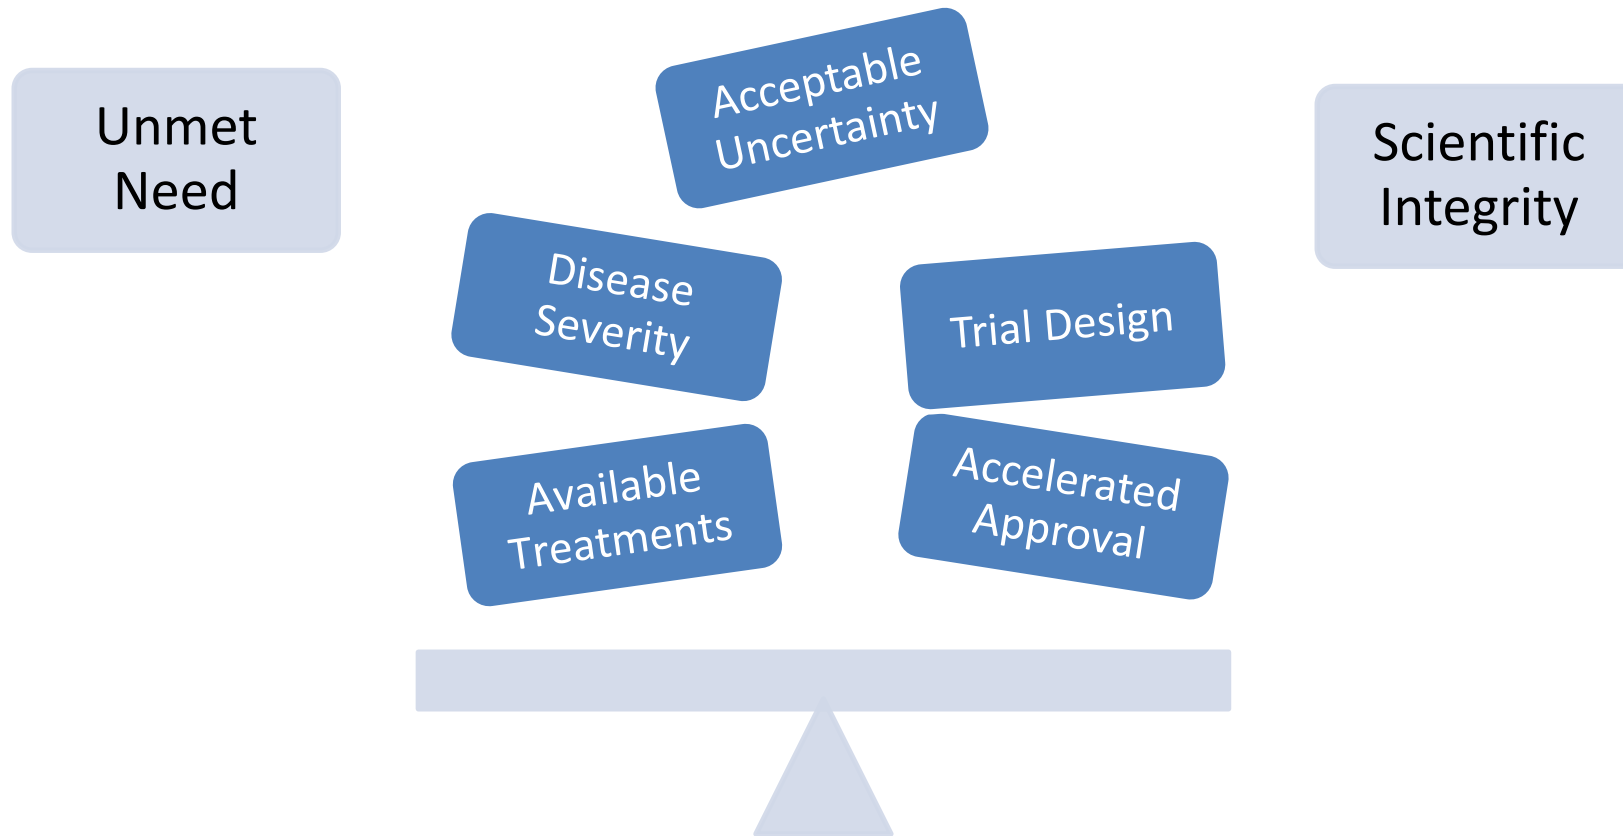 Unmet
Need
Acceptable
Uncertainty
Scientific
Integrity
Disease
Severity
Trial Design
Available
Treatments
Accelerated
Approval